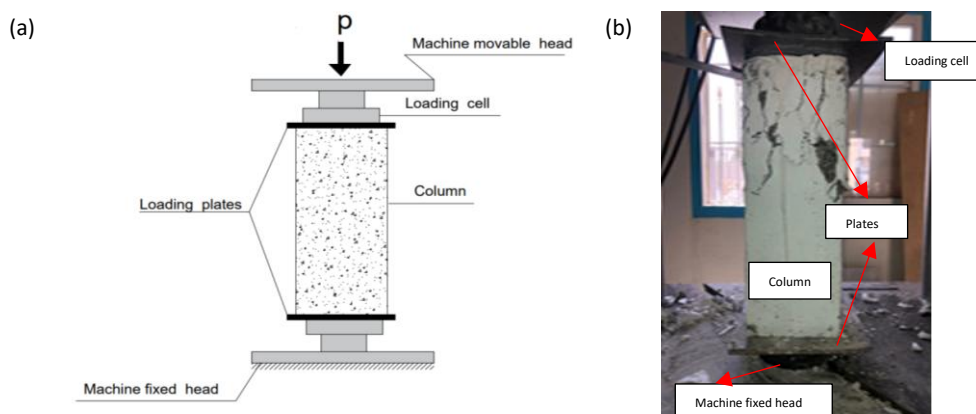 (a)
p
Machine movable head
Loading cell
Loading plates
Column
Machine fixed head
(b)
Loading cell
Plates
Column
Machine fixed head